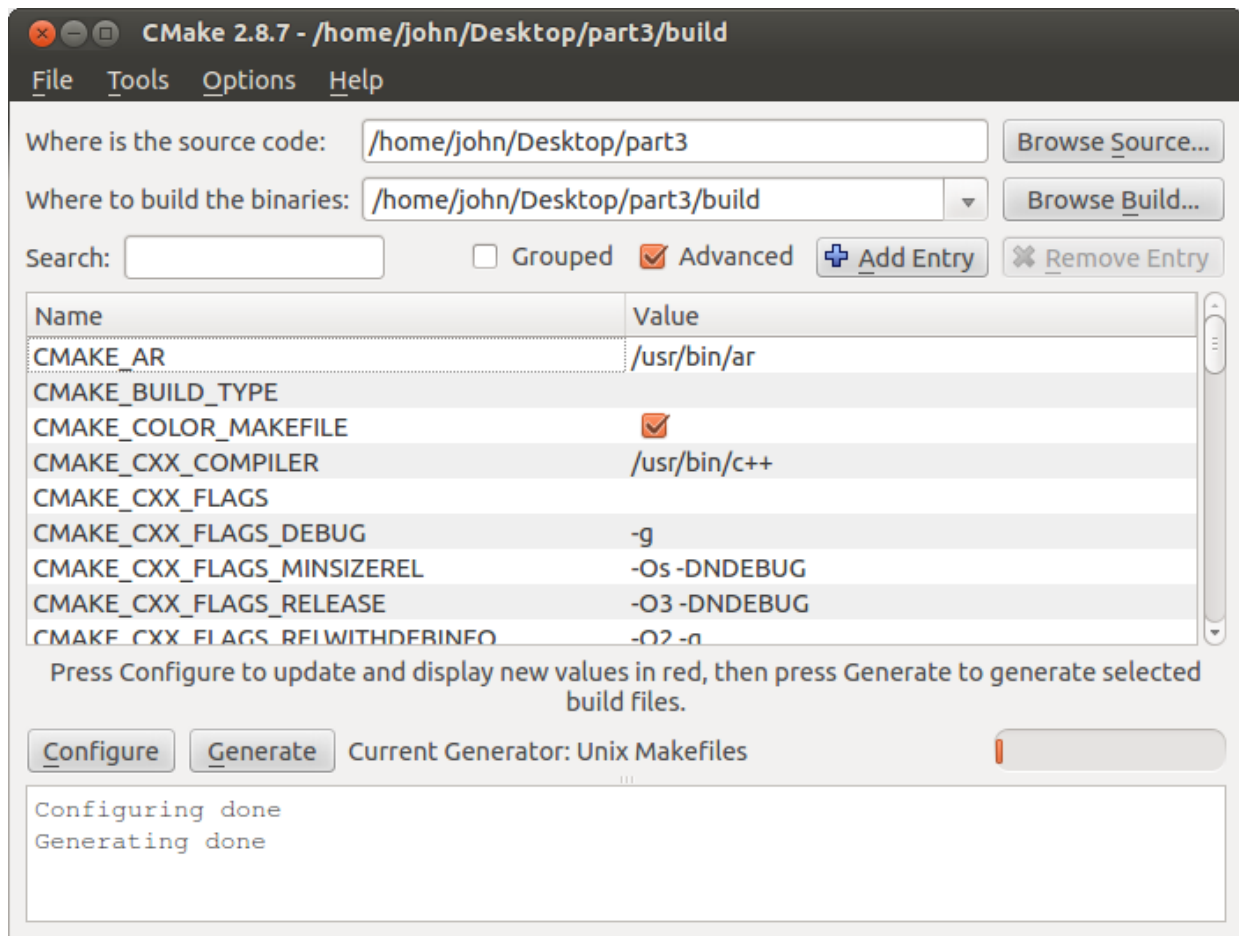 CMake 2.8.7 - /home/john/Desktop/part3/build
File Tools Options Help
Where is the source code: /home/john/Desktop/part3 Browse Source...
Where to build the binaries: /home/john/Desktop/part3/build Browse Build...
Search: Grouped Advanced Add Entry Remove Entry
Name Value
CMAKE_AR /usr/bin/ar
CMAKE_BUILD_TYPE
CMAKE_COLOR_MAKEFILE
CMAKE_CXX_COMPILER /usr/bin/c++
CMAKE_CXX_FLAGS
CMAKE_CXX_FLAGS_DEBUG -g
CMAKE_CXX_FLAGS_MINSIZEREL -Os -DNDEBUG
CMAKE_CXX_FLAGS_RELEASE -O3 -DNDEBUG
CMAKE_CXX_FLAGS_RELWITHDEBINFO -O2 -g
Press Configure to update and display new values in red, then press Generate to generate selected
build files.
Configure Generate Current Generator: Unix Makefiles
Configuring done
Generating done